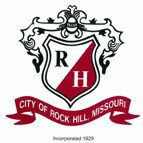 R
H
CITY OF ROCK HILL, MISSOURI
Incorporated 1929